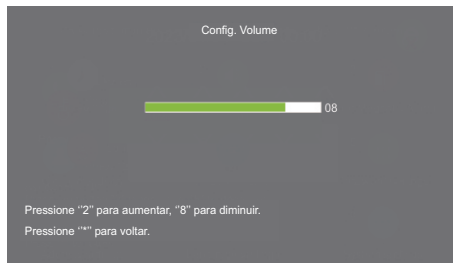 Config. Volume
08
Pressione “2” para aumentar, “8” para diminuir.
Pressione “*” para voltar.